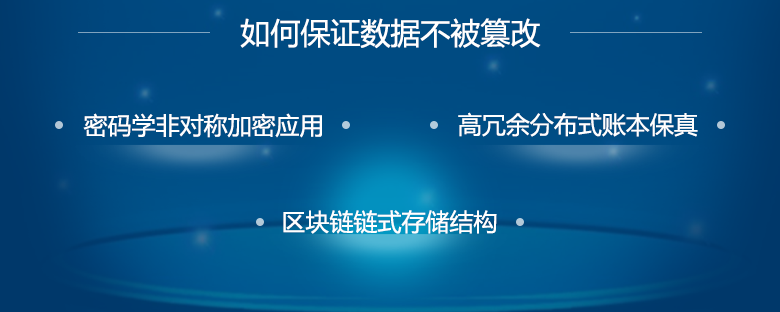 如何保证数据不被篡改
密码学非对称加密应用
高冗余分布式账本保真
区块链链式存储结构